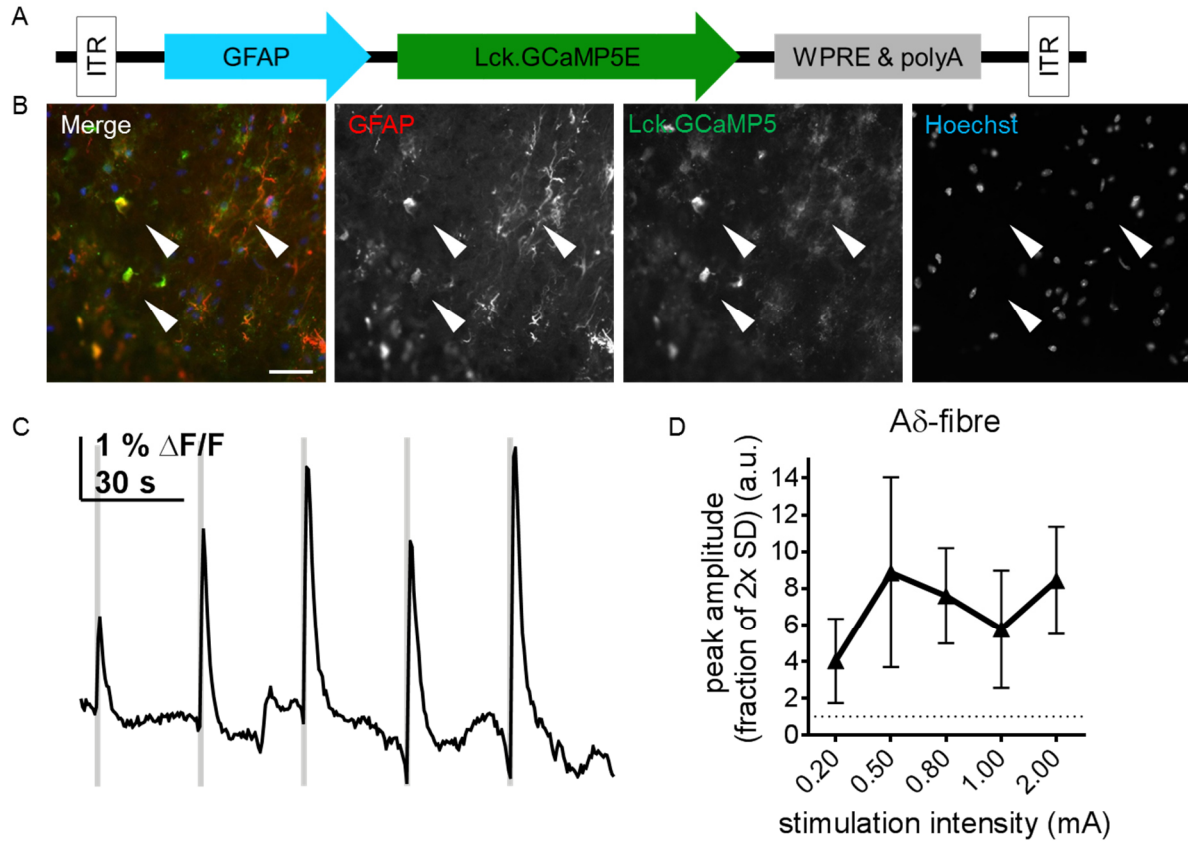 A
ITR
GFAP
Lck.GCaMP5E
WPRE & polyA
ITR
B
Merge
GFAP
Lck.GCaMP5
Hoechst
C
1 % ΔF/F
30 s
D
Aδ-fibre
peak amplitude
(fraction of 2x SD) (a.u.)
14
12
10
8
6
4
2
0
0.20
0.50
0.80
1.00
2.00
stimulation intensity (mA)